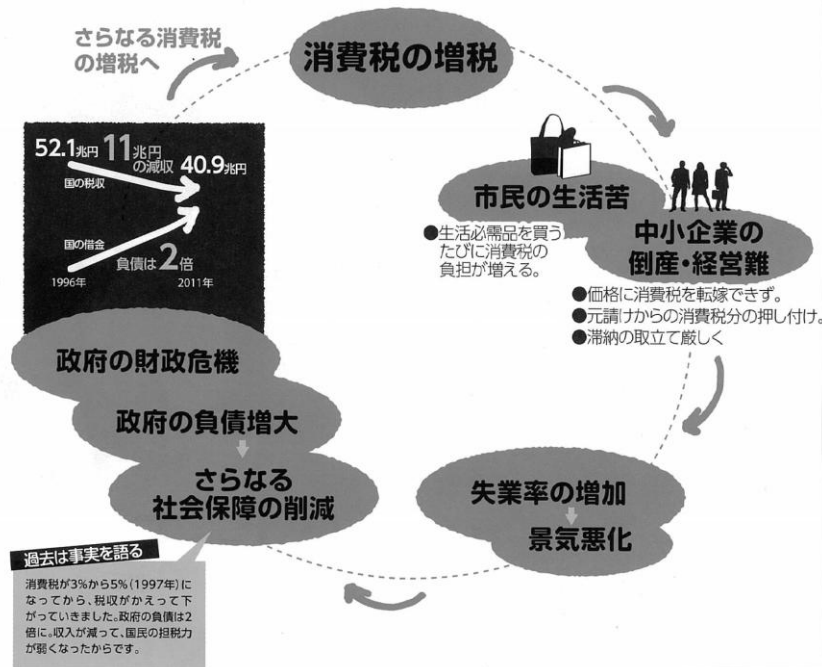 さらなる消費税
の増税へ
消費税の増税
52.1兆円
11兆円
の減収
40.9兆円
国の税収
国の借金
負債は2倍
1996年
2011年
市民の生活苦
●生活必需品を買う
たびに消費税の
負担が増える。
中小企業の
倒産・経営難
●価格に消費税を転嫁できず。
●元請けからの消費税分の押し付け。
●滞納の取立て厳しく
失業率の増加
景気悪化
政府の財政危機
政府の負債増大
さらなる
社会保障の削減
過去は事実を語る
消費税が3%から5%(1997年)に
なってから、税収がかえって下
がっていきました。政府の負債は2
倍に。収入が減って、国民の担税力
が弱くなったからです。